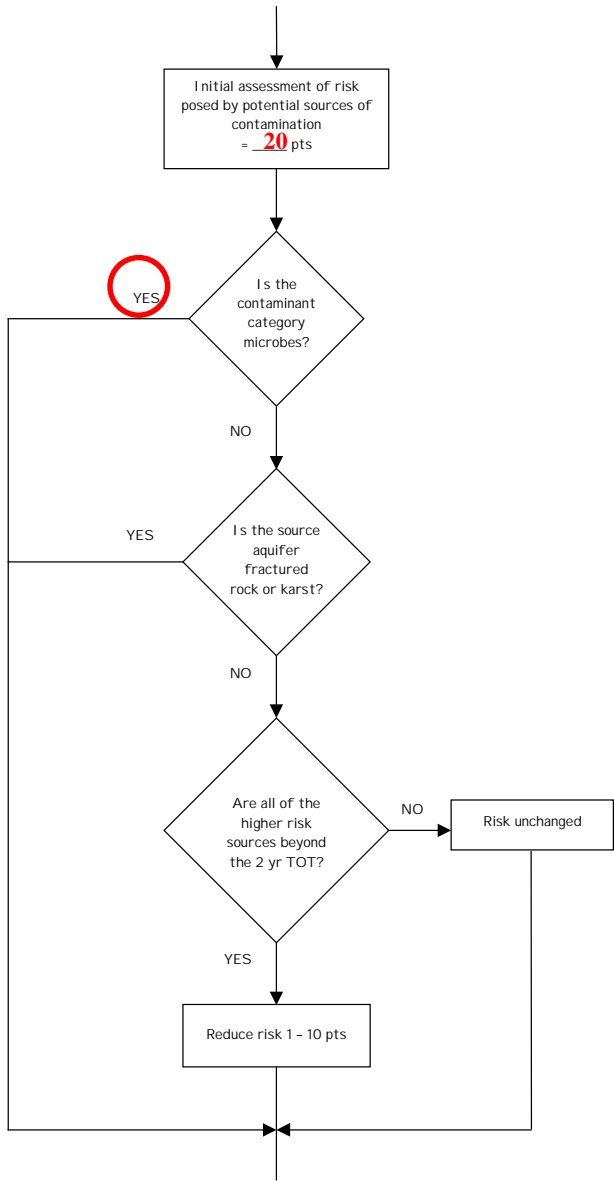 Initial assessment of risk
posed by potential sources of
contamination
= 20 pts
YES
Is the
contaminant
category
microbes?
NO
YES
Is the source
aquifer
fractured
rock or karst?
NO
Are all of the
higher risk
sources beyond
the 2 yr TOT?
NO
Risk unchanged
YES
Reduce risk 1 – 10 pts